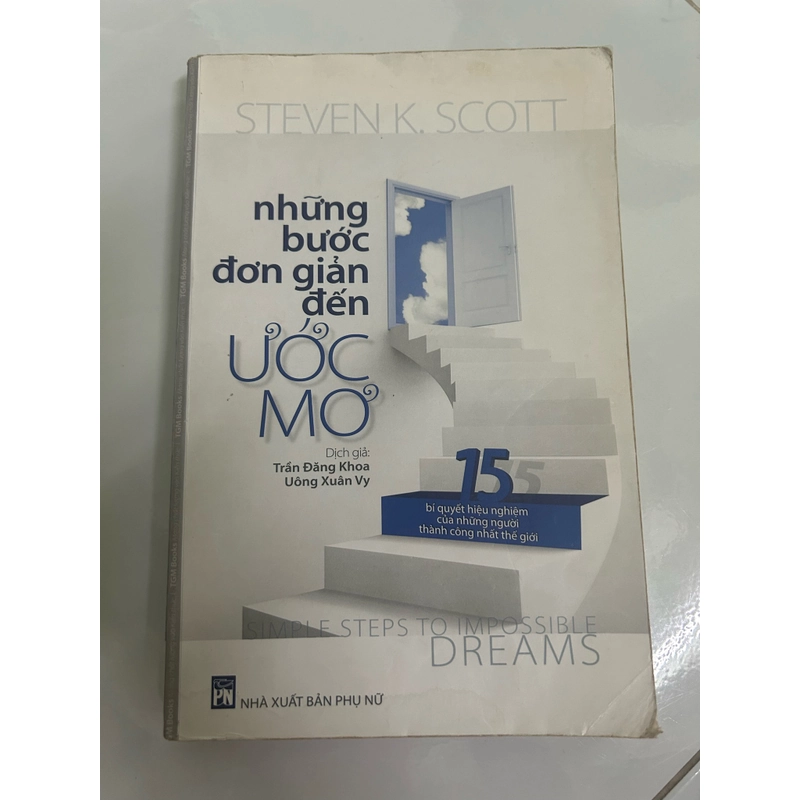 STEVEN K. SCOTT
những
bước
đơn giản
đến
ƯỚC
MƠ
Dịch giả:
Trần Đăng Khoa
Uông Xuân Vy
15
bí quyết hiệu nghiệm
của những người
thành công nhất thế giới
SIMPLE STEPS TO IMPOSSIBLE
DREAMS
PN
NHÀ XUẤT BẢN PHỤ NỮ
TGM Books